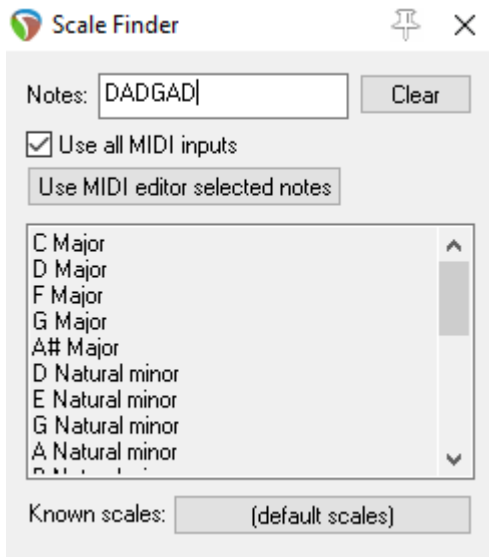 Scale Finder
Notes: DADGAD Clear
Use all MIDI inputs
Use MIDI editor selected notes
C Major
D Major
F Major
G Major
A# Major
D Natural minor
E Natural minor
G Natural minor
A Natural minor
Known scales: (default scales)